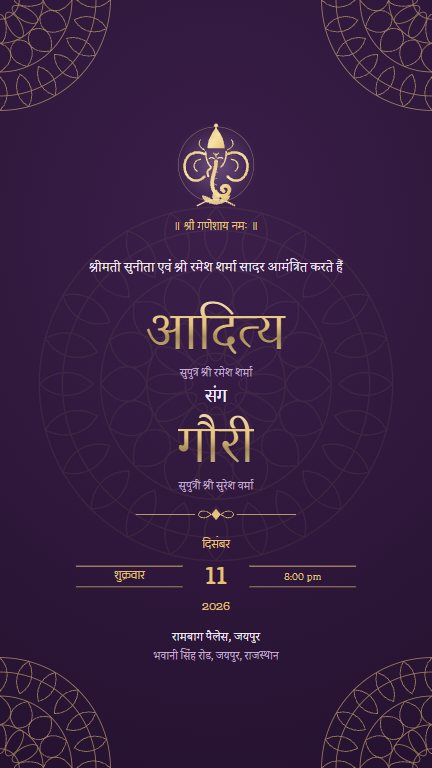 ॥ श्री गणेशाय नमः ॥
श्रीमती सुनीता एवं श्री रमेश शर्मा सादर आमंत्रित करते हैं
आदित्य
सुपुत्र श्री रमेश शर्मा
संग
गौरी
सुपुत्री श्री सुरेश वर्मा
दिसंबर
शुक्रवार 11 8:00 pm
2026
रामबाग पैलेस, जयपुर
भवानी सिंह रोड, जयपुर, राजस्थान